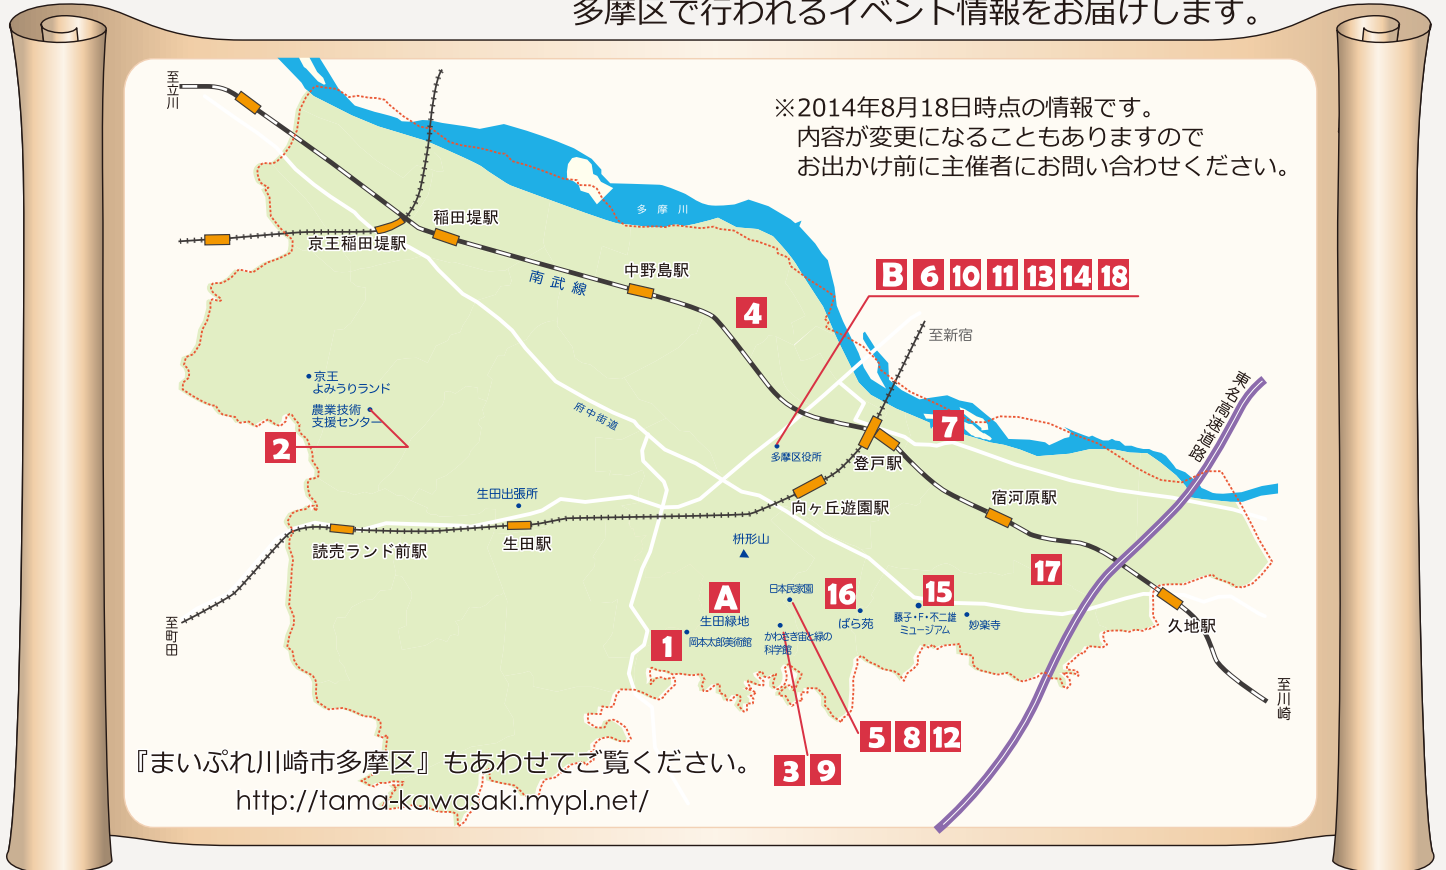 多摩区で行われるイベント情報をお届けします。
至立川
※2014年8月18日時点の情報です。
内容が変更になることもありますので
お出かけ前に主催者にお問い合わせください。
多摩川
稲田堤駅
京王稲田堤駅
南武線
中野島駅
B 6 10 11 13 14 18
4
至新宿
東名高速道路
京王
よみうりランド
農業技術
支援センター
2
府中街道
7
多摩区役所
登戸駅
生田出張所
向ヶ丘遊園駅
宿河原駅
読売ランド前駅
生田駅
枡形山
17
A
生田緑地
日本民家園
16
ばら苑
15
藤子・F・不二雄
ミュージアム
妙楽寺
1
岡本太郎美術館
かわさき宙と緑の
科学館
久地駅
至町田
至川崎
5 8 12
3 9
『まいぷれ川崎市多摩区』もあわせてご覧ください。
http://tama-kawasaki.mypl.net/